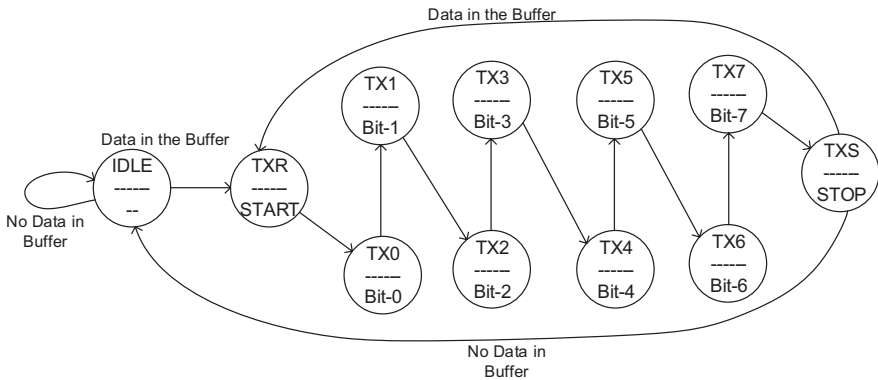 Data in the Buffer
TX1
------
Bit-1
TX3
------
Bit-3
TX5
------
Bit-5
TX7
------
Bit-7
Data in the Buffer
IDLE
------
--
No Data in
Buffer
TXR
------
START
TXS
------
STOP
TX0
------
Bit-0
TX2
------
Bit-2
TX4
------
Bit-4
TX6
------
Bit-6
No Data in
Buffer